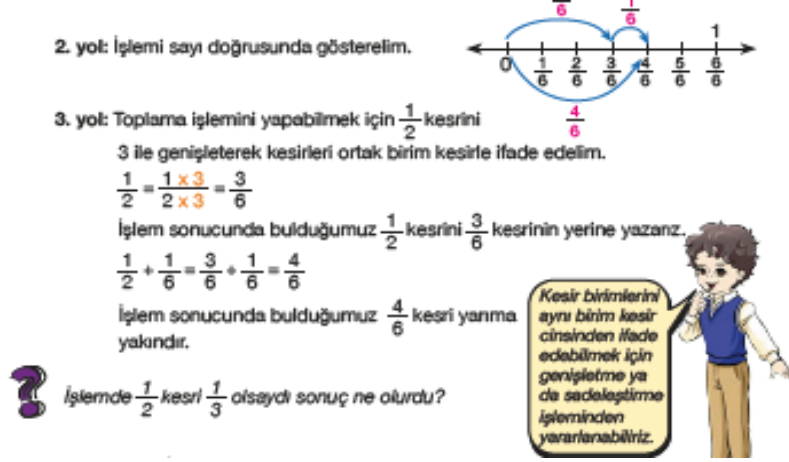 6
1/6
1
2. yol: İşlemi sayı doğrusunda gösterelim.
0 1/6 2/6 3/6 4/6 5/6 6/6
4/6
3. yol: Toplama işlemini yapabilmek için 1/2 kesrini
3 ile genişleterek kesirleri ortak birim kesirle ifade edelim.
1/2 = 1 x 3/2 x 3 = 3/6
İşlem sonucunda bulduğumuz 1/2 kesrini 3/6 kesrinin yerine yazarız.
1/2 + 1/6 = 3/6 + 1/6 = 4/6
İşlem sonucunda bulduğumuz 4/6 kesri yarıma
yakındır.
Kesir birimlerini
aynı birim kesir
cinsinden ifade
edebilmek için
genişletme ya
da sadeleştirme
işleminden
yararlanabiliriz.
? İşlemde 1/2 kesri 1/3 olsaydı sonuç ne olurdu?